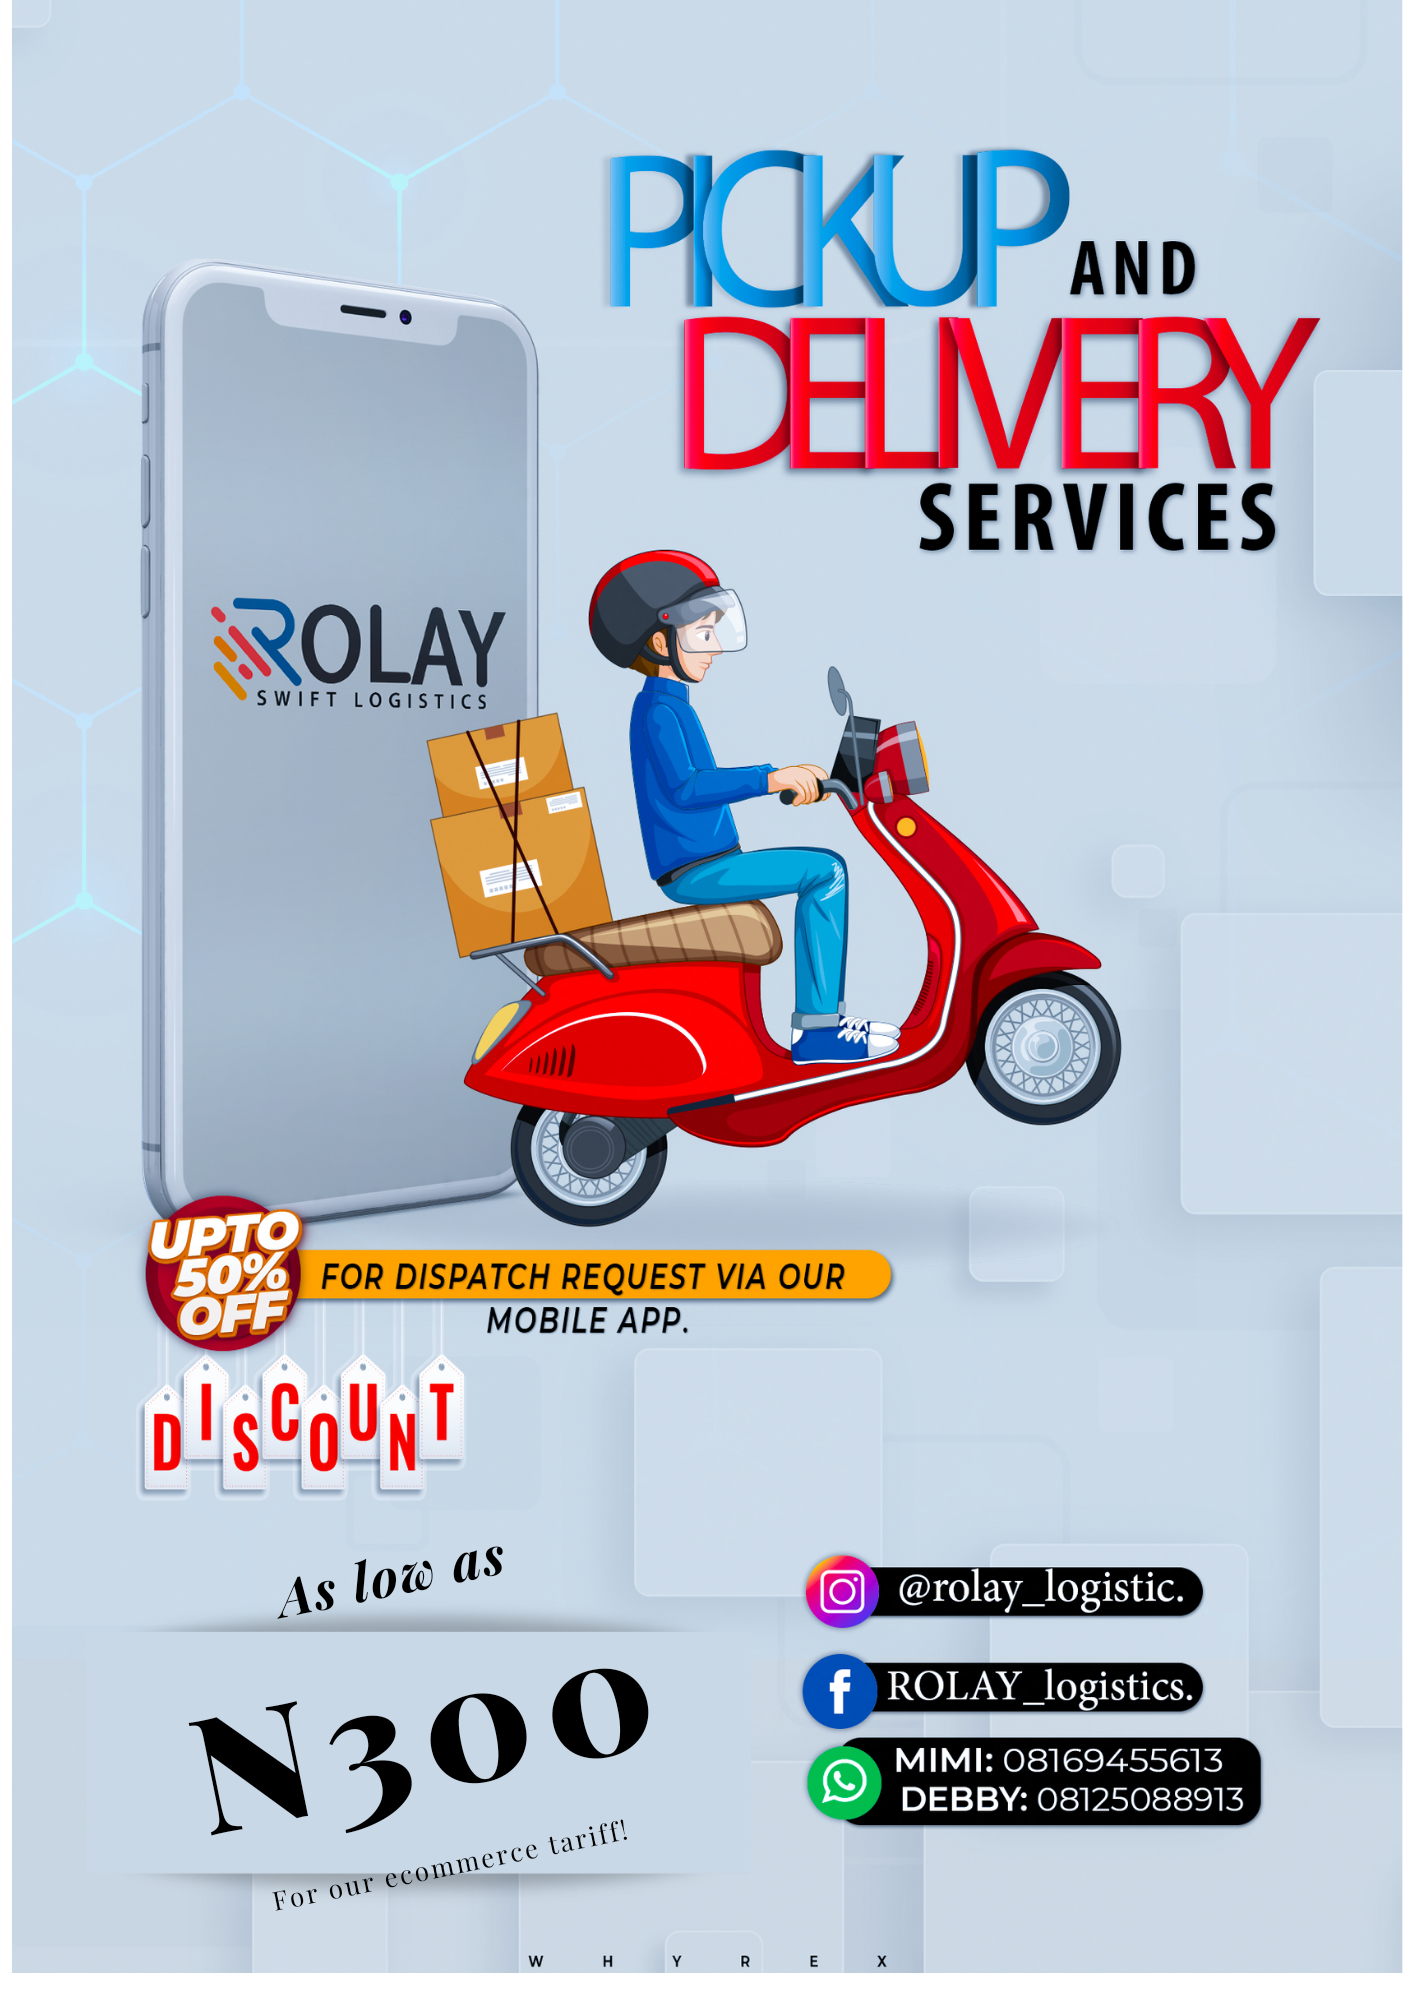 PICKUP AND
DELIVERY
SERVICES
ROLAY
SWIFT LOGISTICS
UPTO
50%
OFF
FOR DISPATCH REQUEST VIA OUR
MOBILE APP.
DISCOUNT
As low as
N300
For our ecommerce tariff!
@rolay_logistic.
ROLAY_logistics.
MIMI: 08169455613
DEBBY: 08125088913
W H Y R E X